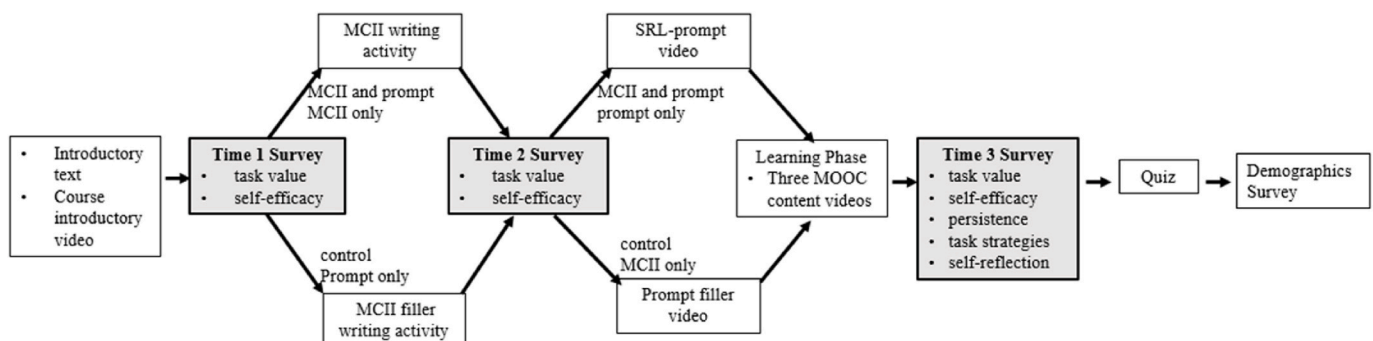 • Introductory
text
• Course
introductory
video
Time 1 Survey
• task value
• self-efficacy
MCII and prompt
MCII only
MCII writing
activity
control
Prompt only
MCII filler
writing activity
Time 2 Survey
• task value
• self-efficacy
MCII and prompt
prompt only
SRL-prompt
video
control
MCII only
Prompt filler
video
Learning Phase
• Three MOOC
content videos
Time 3 Survey
• task value
• self-efficacy
• persistence
• task strategies
• self-reflection
Quiz
Demographics
Survey